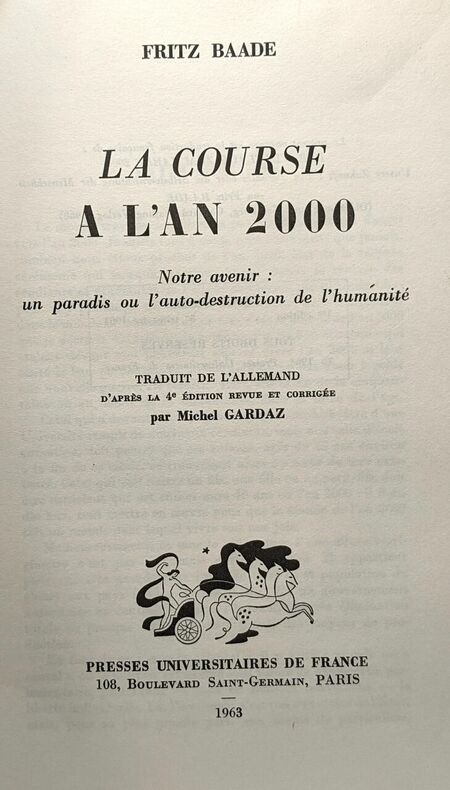 FRITZ BAADE
LA COURSE
A L'AN 2000
Notre avenir :
un paradis ou l'auto-destruction de l'humanité
TRADUIT DE L'ALLEMAND
D'APRÈS LA 4e ÉDITION REVUE ET CORRIGÉE
par Michel GARDAZ
PRESSES UNIVERSITAIRES DE FRANCE
108, BOULEVARD SAINT-GERMAIN, PARIS
1963